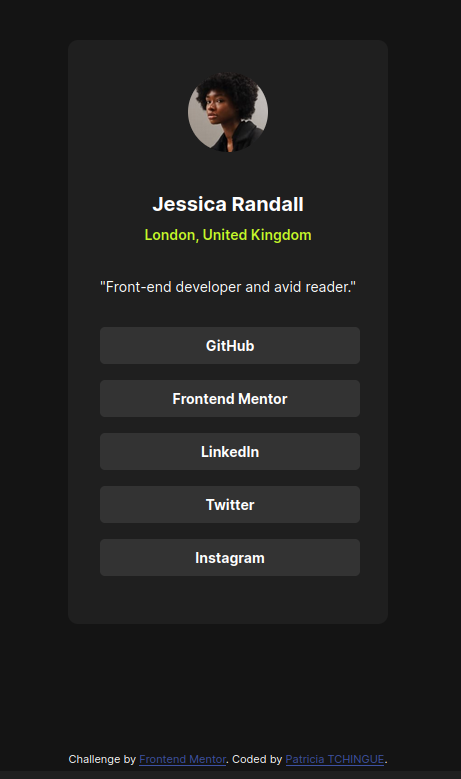 Jessica Randall
London, United Kingdom
"Front-end developer and avid reader."
GitHub
Frontend Mentor
LinkedIn
Twitter
Instagram
Challenge by Frontend Mentor. Coded by Patricia TCHINGUE.